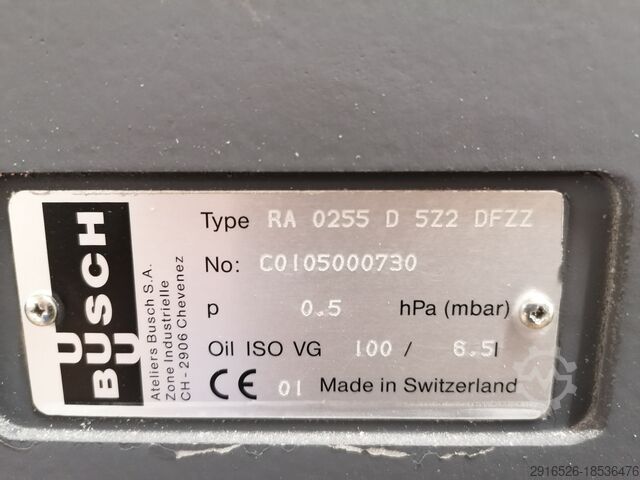 BUSCH
Ateliers Busch S.A.
Zone Industrielle
CH - 2906 Chevenez
Type RA 0255 D 5Z2 DFZZ
No: C0105000730
p 0.5 hPa (mbar)
Oil ISO VG 100 / 6.5l
CE 01 Made in Switzerland
2916526-18536476